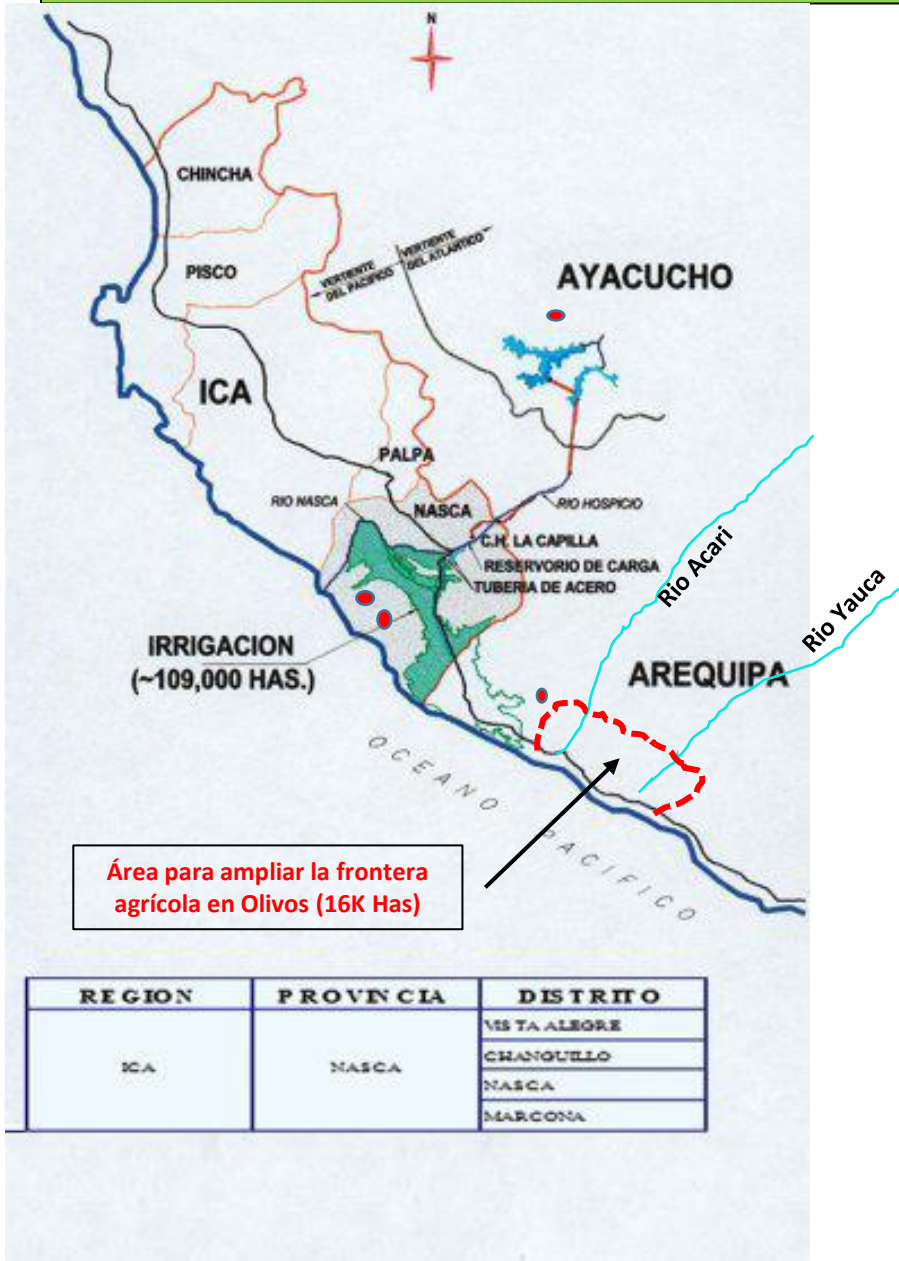 N
CHINCHA
PISCO
VERTIENTE
DEL PACIFICO
VERTIENTE
DEL ATLANTICO
AYACUCHO
ICA
PALPA
RIO NASCA
NASCA
RIO HOSPICIO
C.H. LA CAPILLA
RESERVORIO DE CARGA
TUBERIA DE ACERO
Rio Acari
Rio Yauca
IRRIGACION
(~109,000 HAS.)
AREQUIPA
OCEANO PACIFICO
Área para ampliar la frontera
agrícola en Olivos (16K Has)
REGION PROVINCIA DISTRITO
ICA NASCA VISTA ALEGRE
CHANGUILLO
NASCA
MARCONA